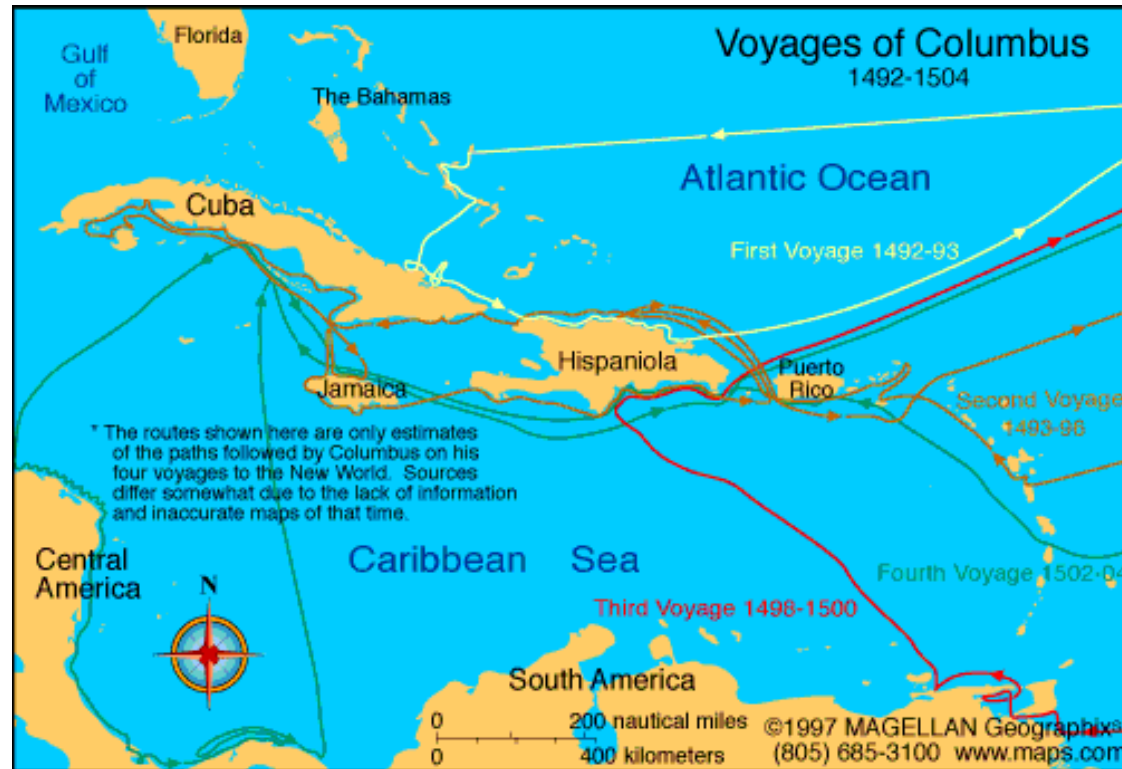 Voyages of Columbus
1492-1504
Florida
Gulf
of
Mexico
The Bahamas
Atlantic Ocean
Cuba
First Voyage 1492-93
Hispaniola
Puerto
Rico
Jamaica
Second Voyage
1493-96
* The routes shown here are only estimates
of the paths followed by Columbus on his
four voyages to the New World. Sources
differ somewhat due to the lack of information
and inaccurate maps of that time.
Central
America
N
Caribbean Sea
Fourth Voyage 1502-04
Third Voyage 1498-1500
South America
0 200 nautical miles
0 400 kilometers
©1997 MAGELLAN Geographix
(805) 685-3100 www.maps.com